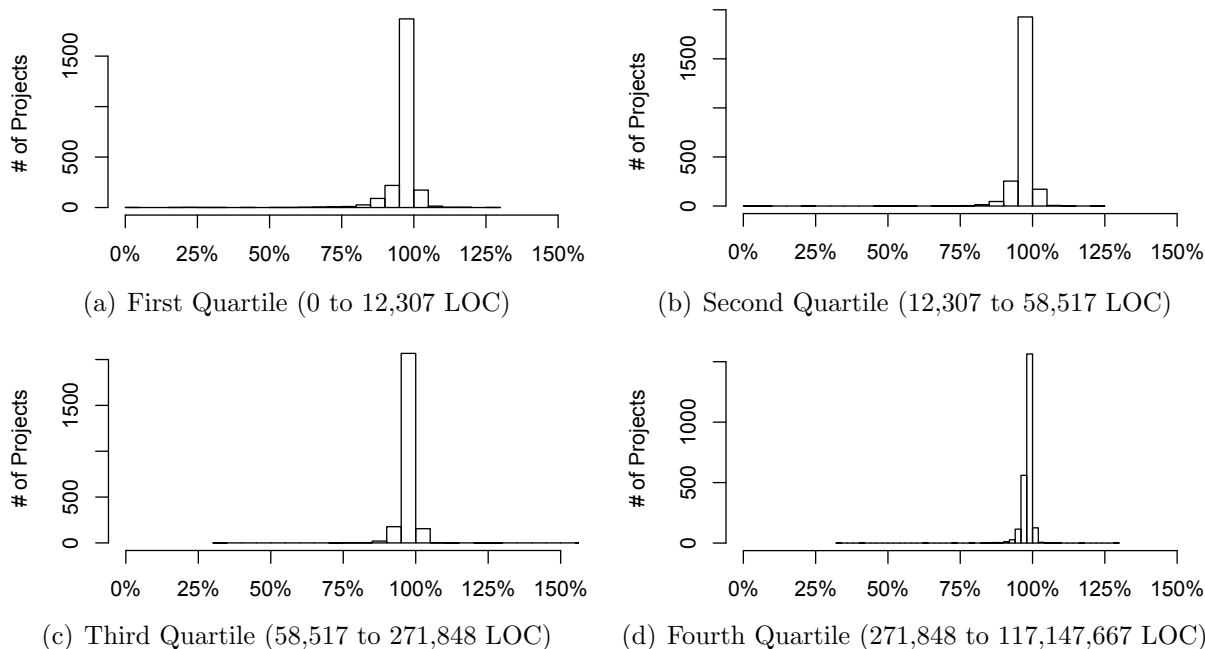 # of Projects
1500
500
0
0% 25% 50% 75% 100% 125% 150%
(a) First Quartile (0 to 12,307 LOC)
# of Projects
1500
500
0
0% 25% 50% 75% 100% 125% 150%
(b) Second Quartile (12,307 to 58,517 LOC)
# of Projects
1500
500
0
0% 25% 50% 75% 100% 125% 150%
(c) Third Quartile (58,517 to 271,848 LOC)
# of Projects
1000
500
0
0% 25% 50% 75% 100% 125% 150%
(d) Fourth Quartile (271,848 to 117,147,667 LOC)